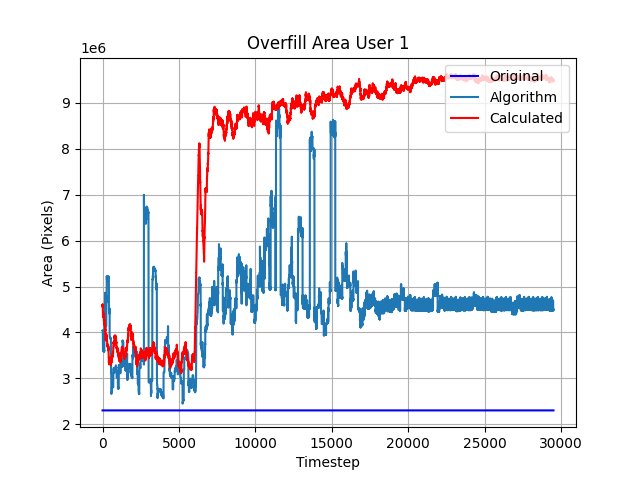 Overfill Area User 1
1e6
Original
Algorithm
Calculated
9
8
7
6
5
4
3
2
Area (Pixels)
0 5000 10000 15000 20000 25000 30000
Timestep